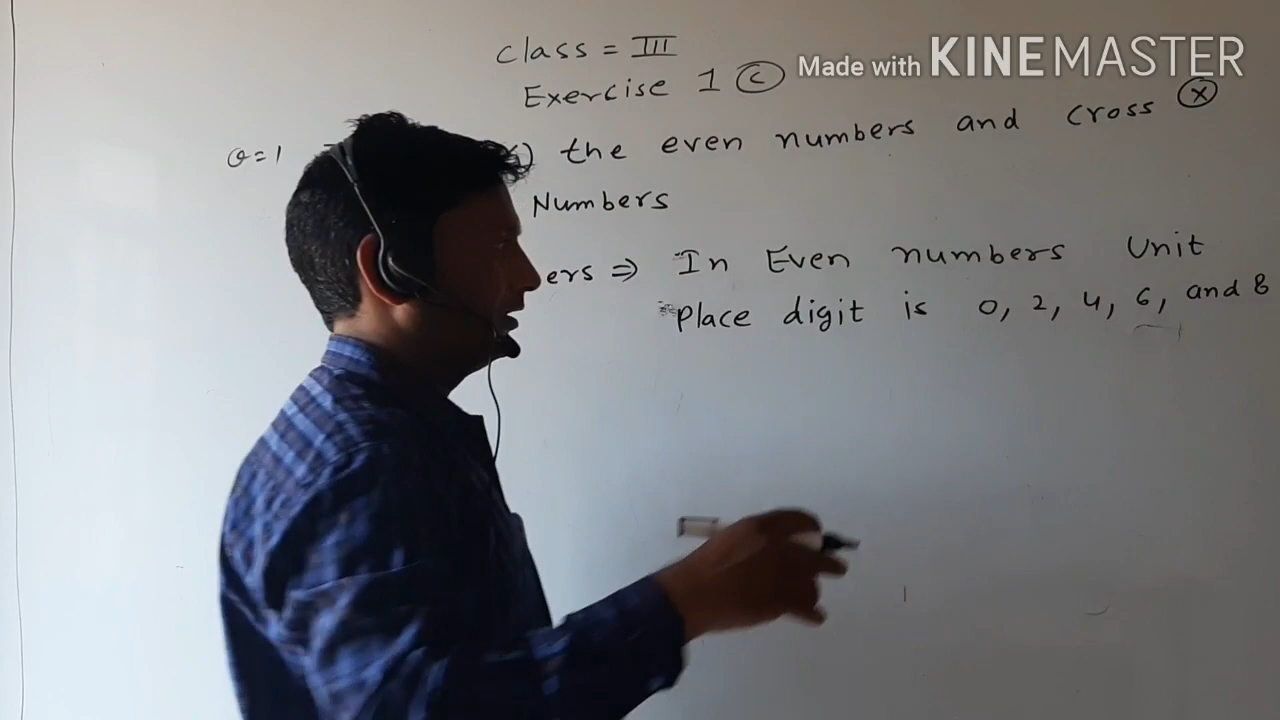 class = III
Made with KINEMASTER
Exercise 1 (C)
Q=1 the even numbers and cross (X)
Numbers
ers ⇒ In Even numbers Unit
place digit is 0, 2, 4, 6, and 8